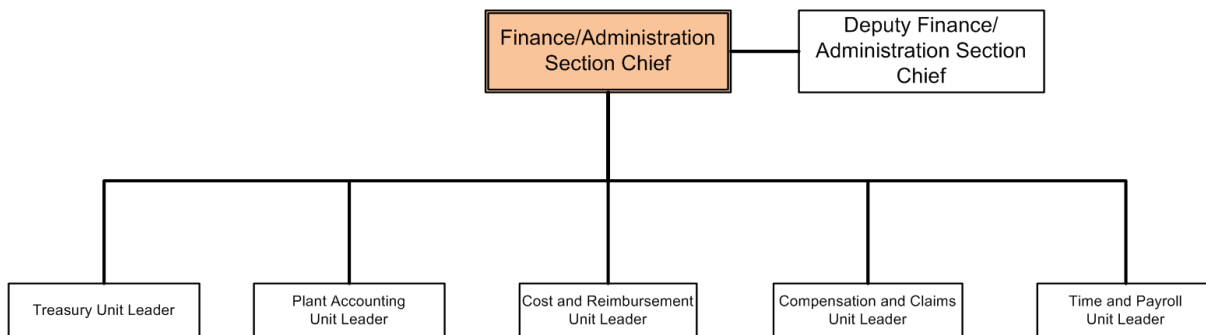 Finance/Administration
Section Chief
Deputy Finance/
Administration Section
Chief
Treasury Unit Leader
Plant Accounting
Unit Leader
Cost and Reimbursement
Unit Leader
Compensation and Claims
Unit Leader
Time and Payroll
Unit Leader